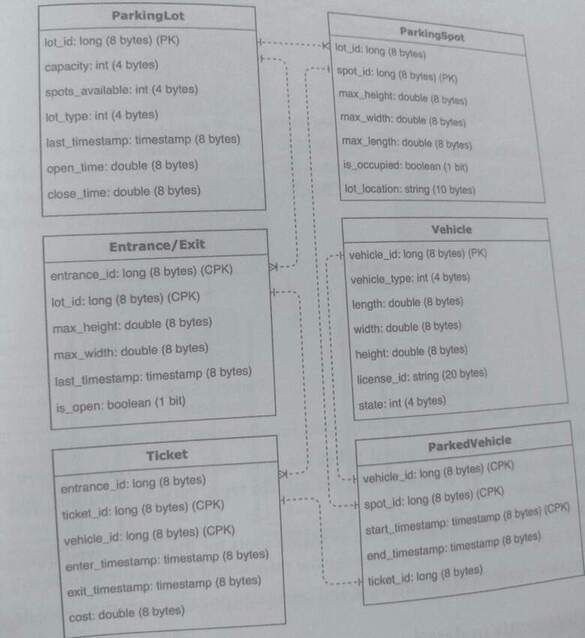 ParkingLot
lot_id: long (8 bytes) (PK)
capacity: int (4 bytes)
spots_available: int (4 bytes)
lot_type: int (4 bytes)
last_timestamp: timestamp (8 bytes)
open_time: double (8 bytes)
close_time: double (8 bytes)
ParkingSpot
lot_id: long (8 bytes)
spot_id: long (8 bytes) (PK)
max_height: double (8 bytes)
max_width: double (8 bytes)
max_length: double (8 bytes)
is_occupied: boolean (1 bit)
lot_location: string (10 bytes)
Entrance/Exit
entrance_id: long (8 bytes) (CPK)
lot_id: long (8 bytes) (CPK)
max_height: double (8 bytes)
max_width: double (8 bytes)
last_timestamp: timestamp (8 bytes)
is_open: boolean (1 bit)
Vehicle
vehicle_id: long (8 bytes) (PK)
vehicle_type: int (4 bytes)
length: double (8 bytes)
width: double (8 bytes)
height: double (8 bytes)
license_id: string (20 bytes)
state: int (4 bytes)
Ticket
entrance_id: long (8 bytes)
ticket_id: long (8 bytes) (CPK)
vehicle_id: long (8 bytes) (CPK)
enter_timestamp: timestamp (8 bytes)
exit_timestamp: timestamp (8 bytes)
cost: double (8 bytes)
ParkedVehicle
vehicle_id: long (8 bytes) (CPK)
spot_id: long (8 bytes) (CPK)
start_timestamp: timestamp (8 bytes) (CPK)
end_timestamp: timestamp (8 bytes)
ticket_id: long (8 bytes)